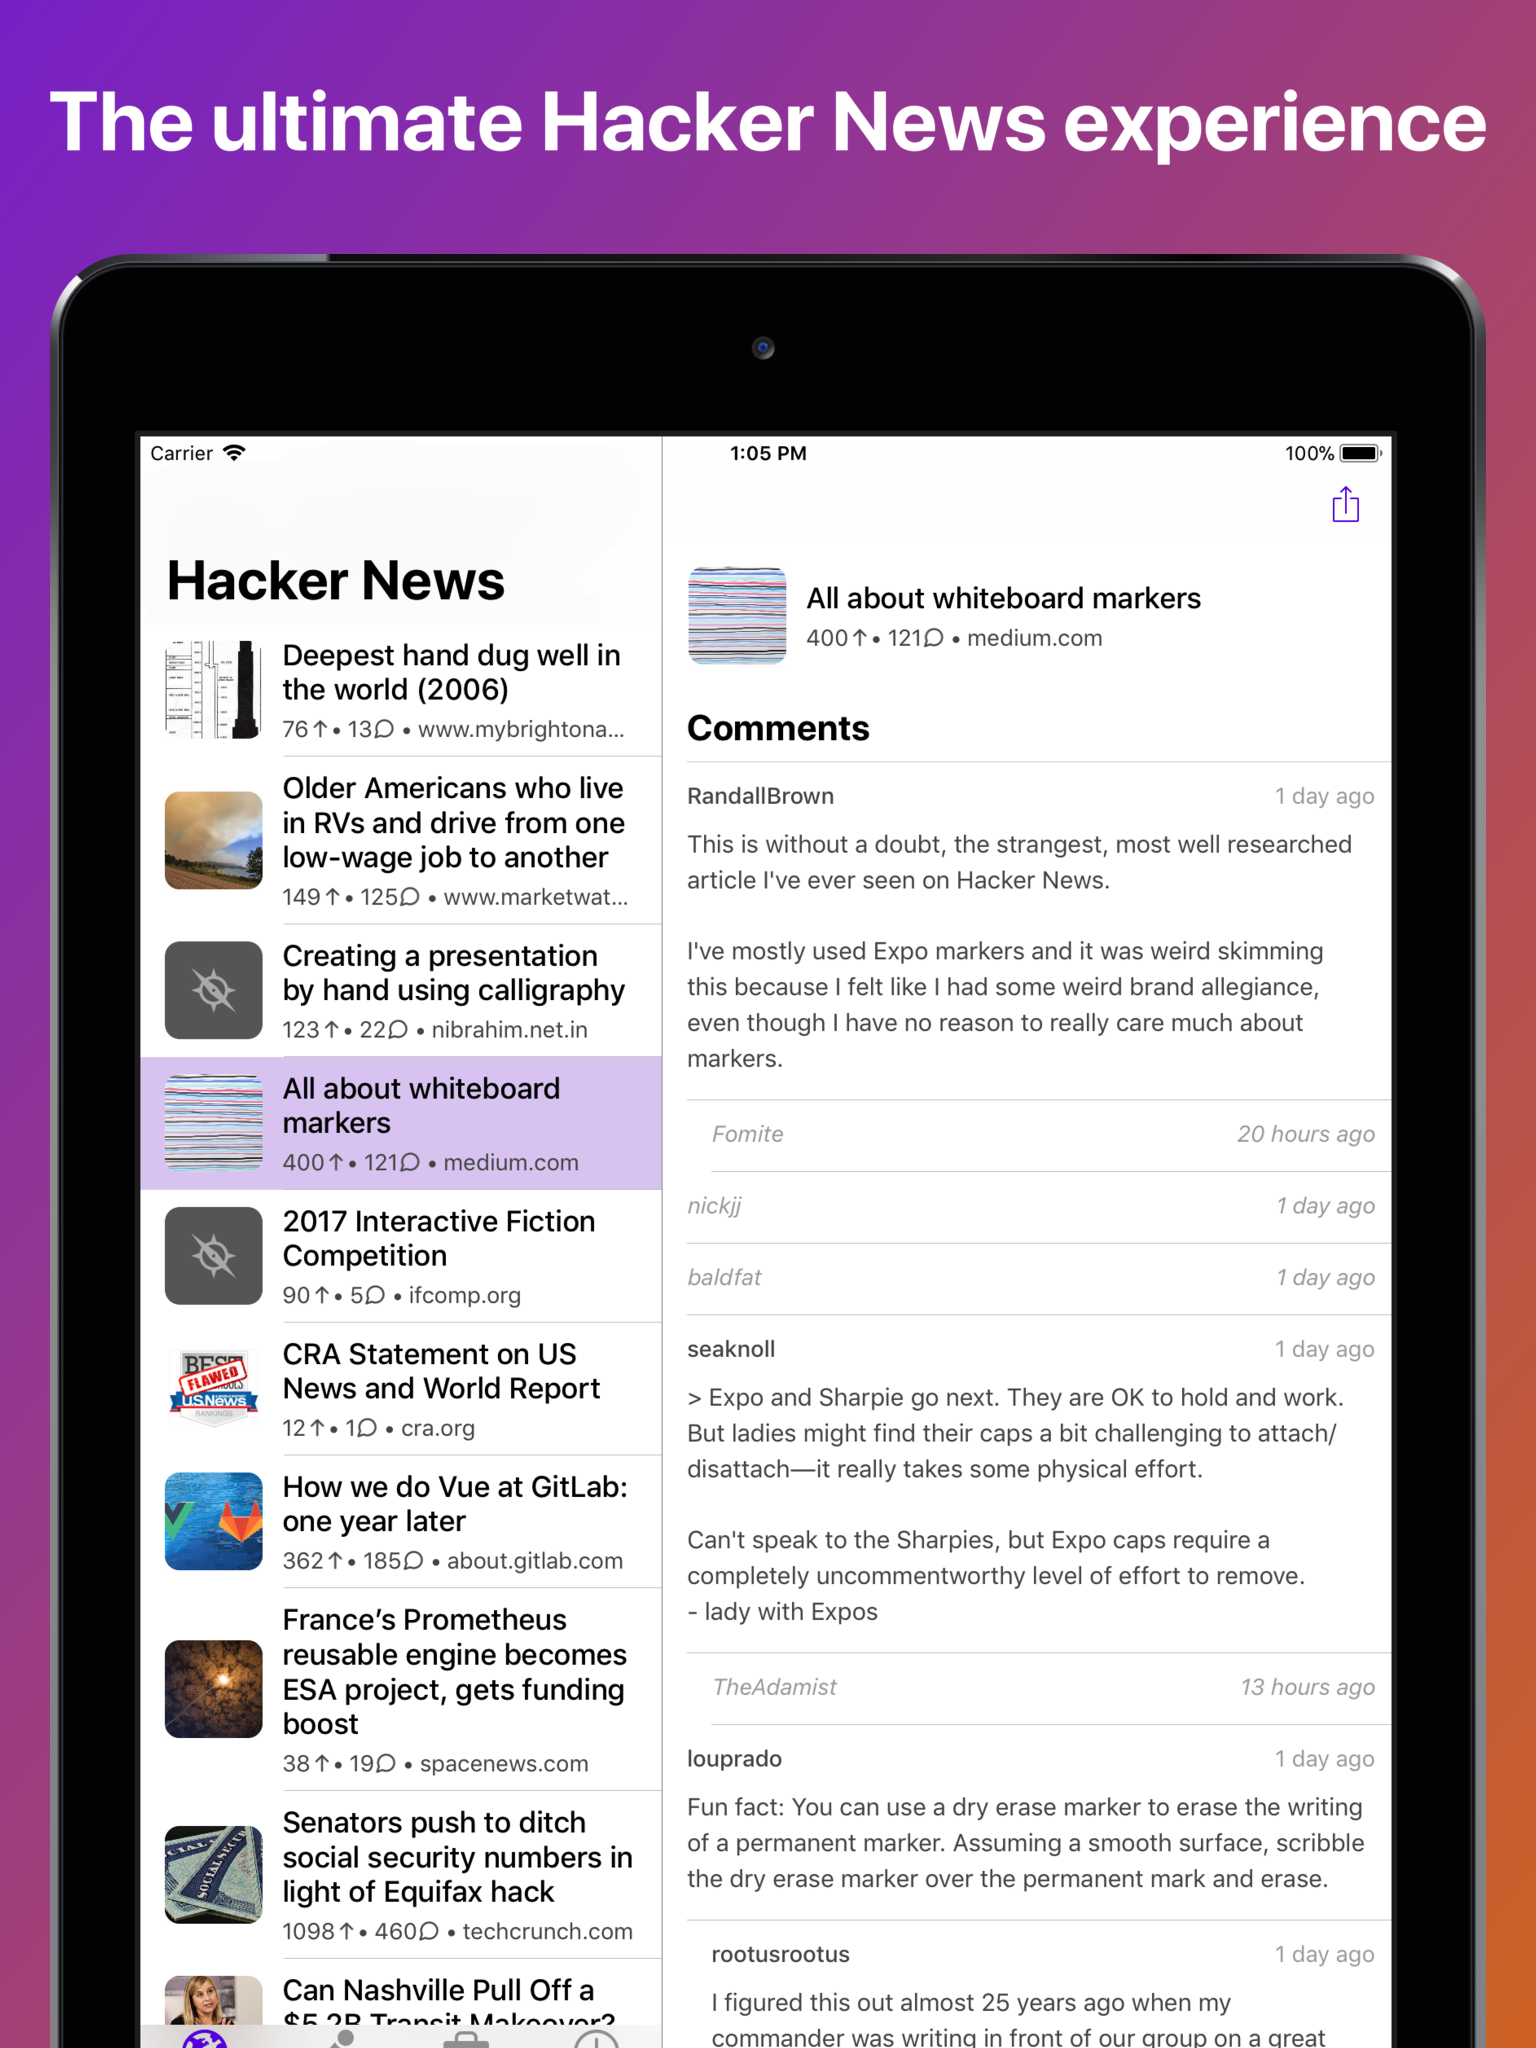 The ultimate Hacker News experience
Carrier
1:05 PM
100%
Hacker News
Deepest hand dug well in
the world (2006)
76 ↑ • 13 • www.mybrightona...
Older Americans who live
in RVs and drive from one
low-wage job to another
149 ↑ • 125 • www.marketwat...
Creating a presentation
by hand using calligraphy
123 ↑ • 22 • nibrahim.net.in
All about whiteboard
markers
400 ↑ • 121 • medium.com
2017 Interactive Fiction
Competition
90 ↑ • 5 • ifcomp.org
BEST
FLAWED
USNews
RANKINGS
CRA Statement on US
News and World Report
12 ↑ • 1 • cra.org
How we do Vue at GitLab:
one year later
362 ↑ • 185 • about.gitlab.com
France’s Prometheus
reusable engine becomes
ESA project, gets funding
boost
38 ↑ • 19 • spacenews.com
Senators push to ditch
social security numbers in
light of Equifax hack
1098 ↑ • 460 • techcrunch.com
Can Nashville Pull Off a
$5.2B Transit Makeover?
All about whiteboard markers
400 ↑ • 121 • medium.com
Comments
RandallBrown
1 day ago
This is without a doubt, the strangest, most well researched
article I've ever seen on Hacker News.
I've mostly used Expo markers and it was weird skimming
this because I felt like I had some weird brand allegiance,
even though I have no reason to really care much about
markers.
Fomite
20 hours ago
nickjj
1 day ago
baldfat
1 day ago
seaknoll
1 day ago
> Expo and Sharpie go next. They are OK to hold and work.
But ladies might find their caps a bit challenging to attach/
disattach—it really takes some physical effort.
Can't speak to the Sharpies, but Expo caps require a
completely uncommentworthy level of effort to remove.
- lady with Expos
TheAdamist
13 hours ago
louprado
1 day ago
Fun fact: You can use a dry erase marker to erase the writing
of a permanent marker. Assuming a smooth surface, scribble
the dry erase marker over the permanent mark and erase.
rootusrootus
1 day ago
I figured this out almost 25 years ago when my
commander was writing in front of our group on a great